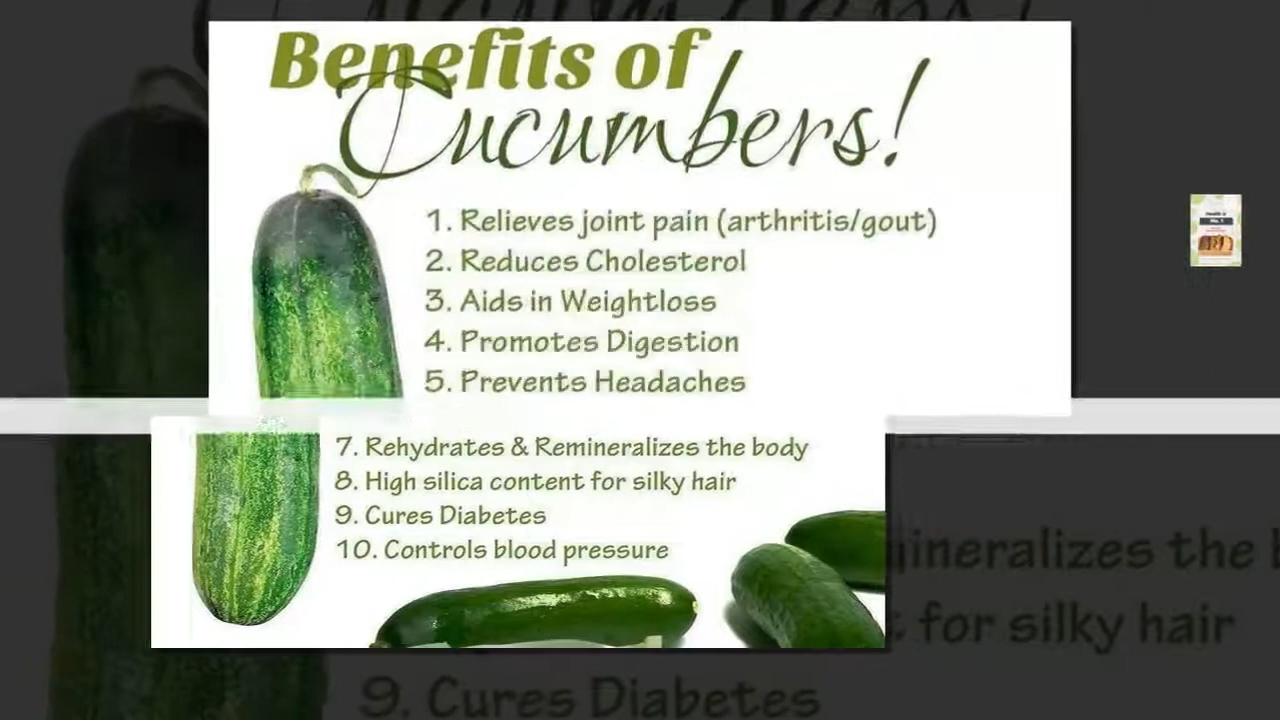 Benefits of
Cucumbers!
1. Relieves joint pain (arthritis/gout)
2. Reduces Cholesterol
3. Aids in Weightloss
4. Promotes Digestion
5. Prevents Headaches
7. Rehydrates & Remineralizes the body
8. High silica content for silky hair
9. Cures Diabetes
10. Controls blood pressure
ineralizes the
t for silky hair
9. Cures Diabetes